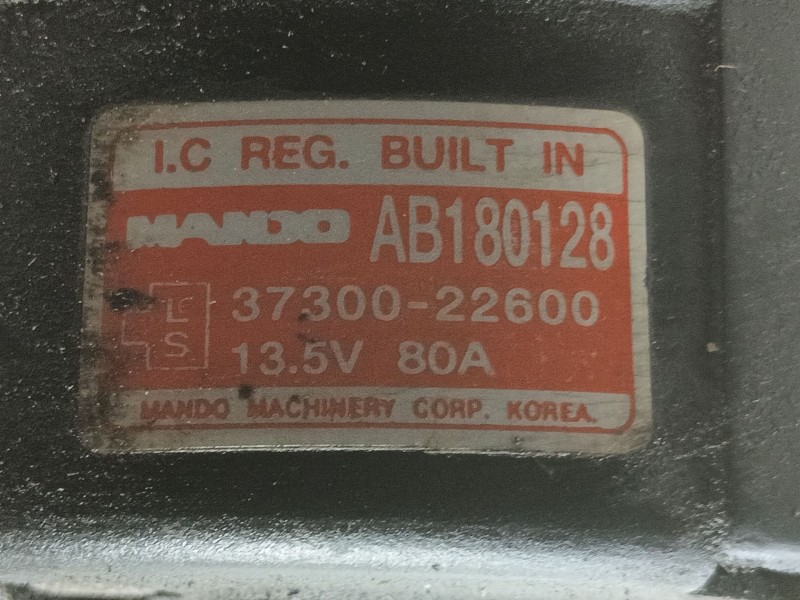 I.C REG. BUILT IN
MANDO AB180128
37300-22600
S
13.5V 80A
MANDO MACHINERY CORP. KOREA.